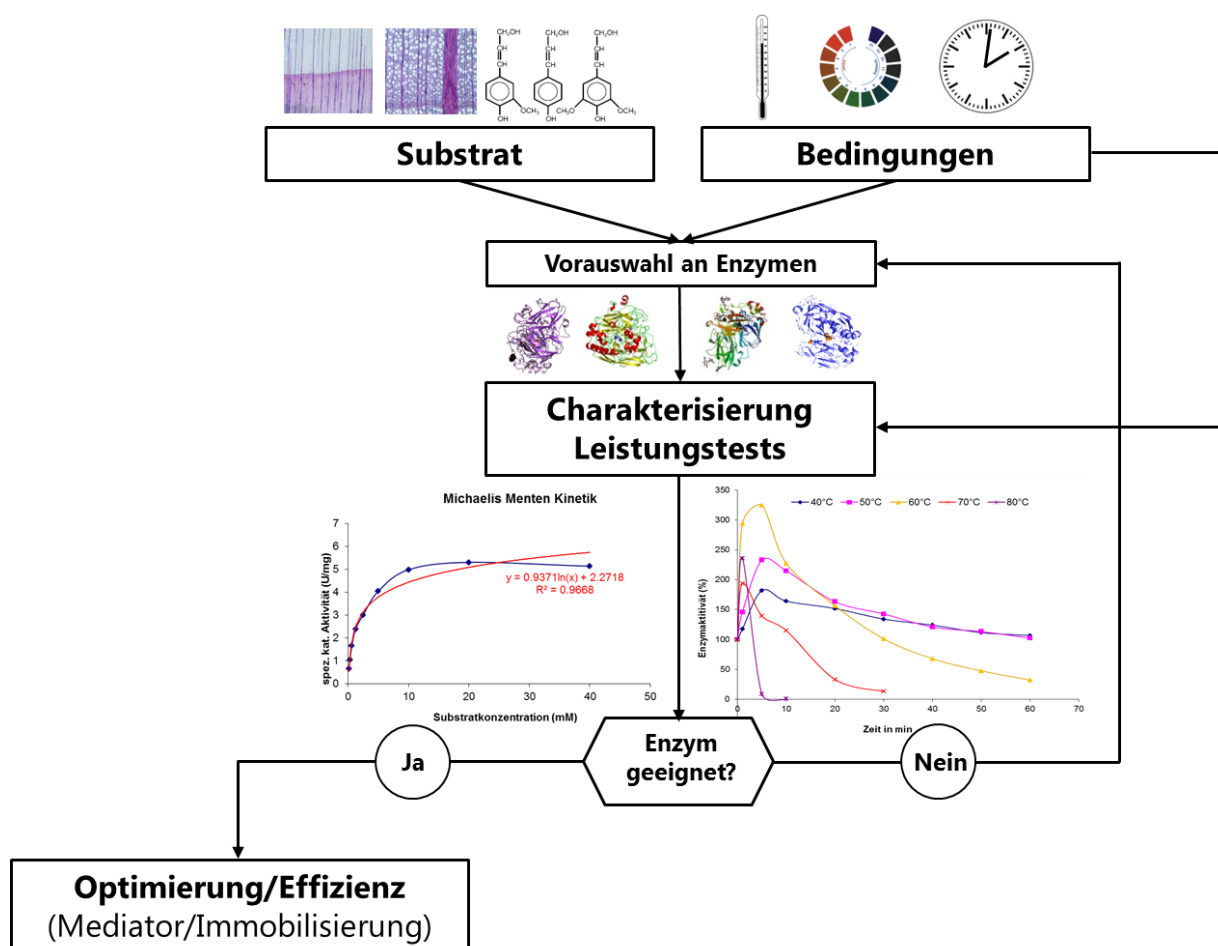 CH₂OH
CH
CH
OCH₃
OH
CH₂OH
CH
CH
OH
CH₂OH
CH
CH
CH₃O
OCH₃
OH
Substrat
Bedingungen
Vorauswahl an Enzymen
Charakterisierung
Leistungstests
Michaelis Menten Kinetik
spez. kat. Aktivität (U/mg)
7
6
5
4
3
2
1
0
0
10
20
30
40
50
y = 0.9371ln(x) + 2.2718
R² = 0.9668
Substratkonzentration (mM)
40°C
50°C
60°C
70°C
80°C
Enzymaktitivät (%)
350
300
250
200
150
100
50
0
0
10
20
30
40
50
60
70
Zeit in min
Enzym
geeignet?
Ja
Nein
Optimierung/Effizienz
(Mediator/Immobilisierung)